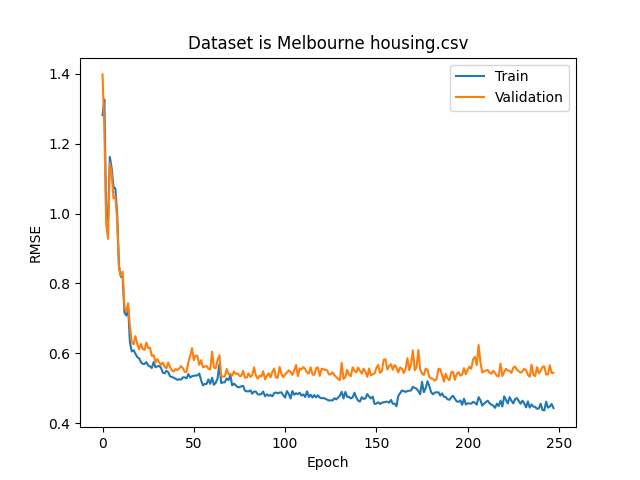 Dataset is Melbourne housing.csv
Train
Validation
RMSE
1.4
1.2
1.0
0.8
0.6
0.4
0 50 100 150 200 250
Epoch